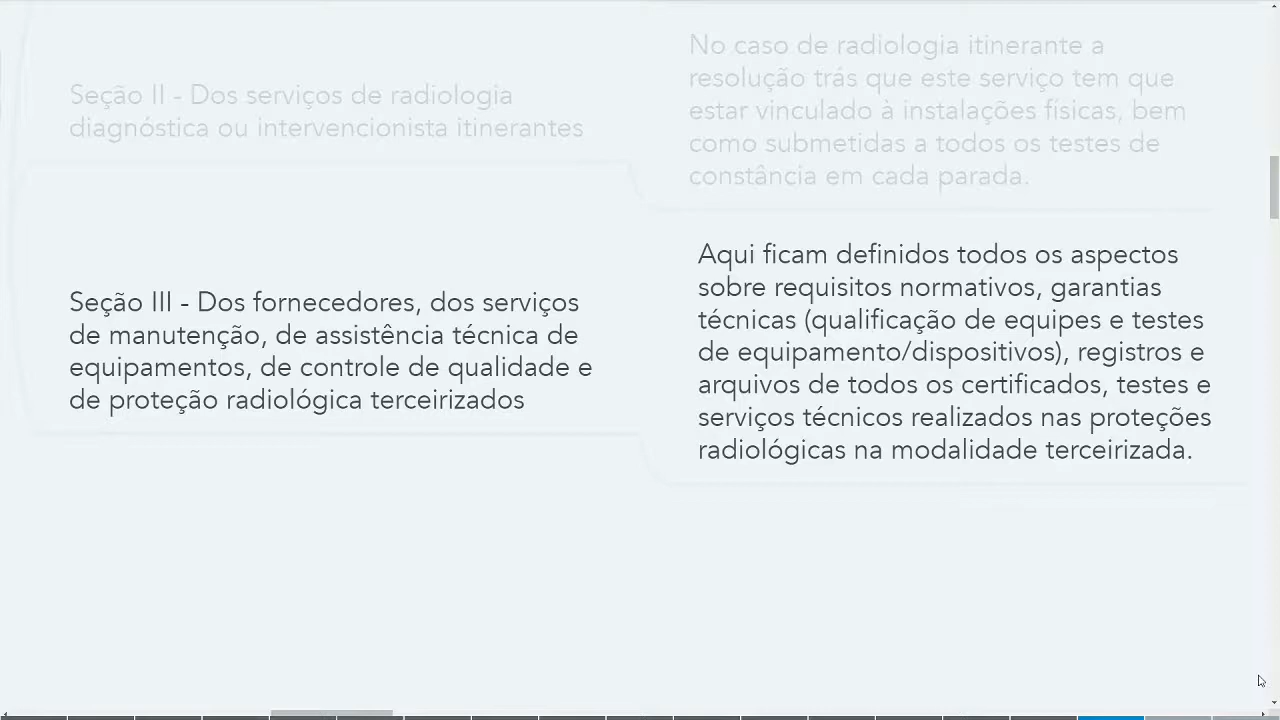 Seção II - Dos serviços de radiologia
diagnóstica ou intervencionista itinerantes
No caso de radiologia itinerante a
resolução trás que este serviço tem que
estar vinculado à instalações físicas, bem
como submetidas a todos os testes de
constância em cada parada.
Seção III - Dos fornecedores, dos serviços
de manutenção, de assistência técnica de
equipamentos, de controle de qualidade e
de proteção radiológica terceirizados
Aqui ficam definidos todos os aspectos
sobre requisitos normativos, garantias
técnicas (qualificação de equipes e testes
de equipamento/dispositivos), registros e
arquivos de todos os certificados, testes e
serviços técnicos realizados nas proteções
radiológicas na modalidade terceirizada.